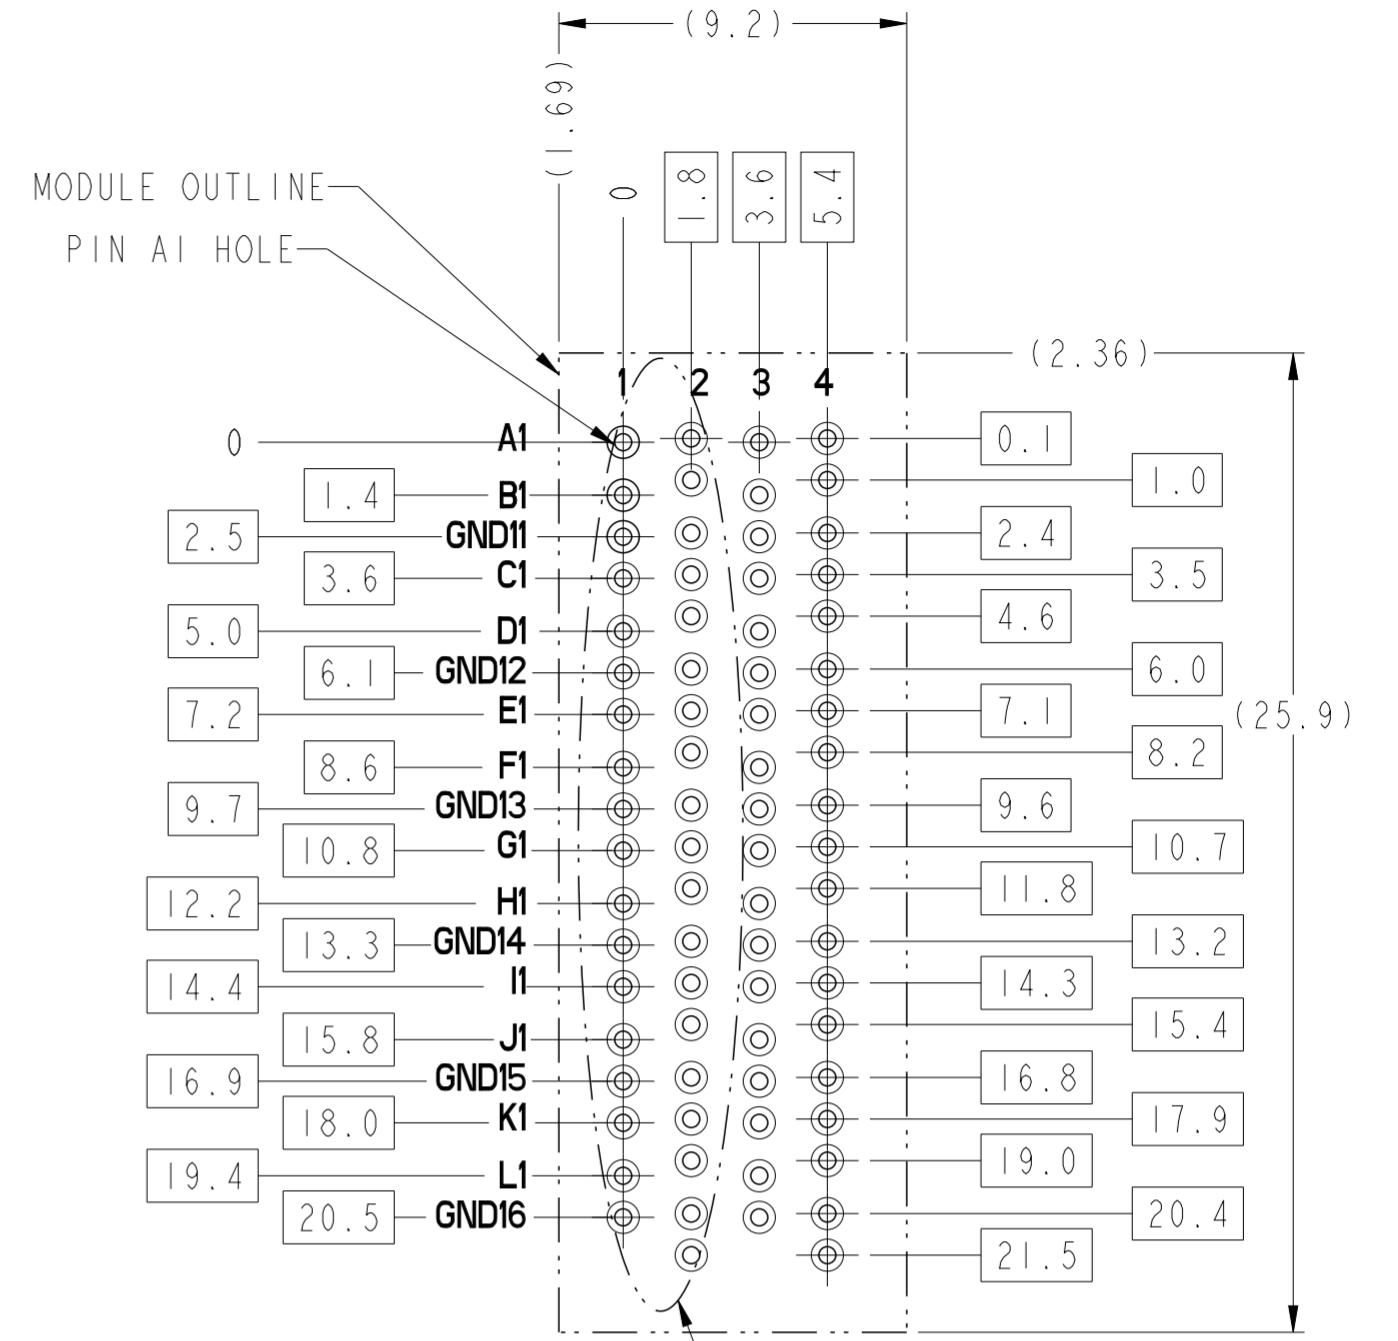 (9.2)
(1.69)
0
1.8
3.6
5.4
MODULE OUTLINE
PIN A1 HOLE
(2.36)
1 2 3 4
0 A1 0.1
1.4 B1 1.0
2.5 GND11 2.4
3.6 C1 3.5
5.0 D1 4.6
6.1 GND12 6.0
7.2 E1 7.1
(25.9)
8.6 F1 8.2
9.7 GND13 9.6
10.8 G1 10.7
12.2 H1 11.8
13.3 GND14 13.2
14.4 I1 14.3
15.8 J1 15.4
16.9 GND15 16.8
18.0 K1 17.9
19.4 L1 19.0
20.5 GND16 20.4
21.5